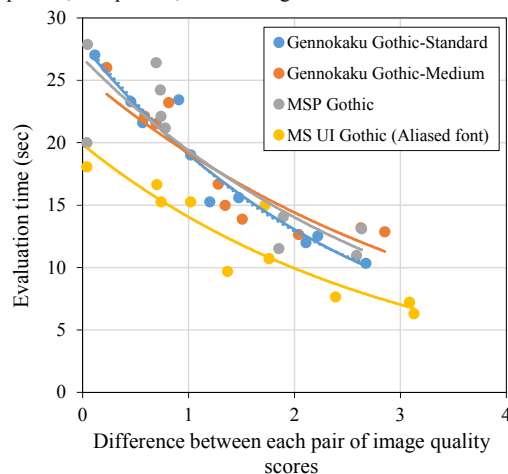 30
25
20
15
10
5
0
Evaluation time (sec)
Gennokaku Gothic-Standard
Gennokaku Gothic-Medium
MSP Gothic
MS UI Gothic (Aliased font)
0 1 2 3 4
Difference between each pair of image quality
scores